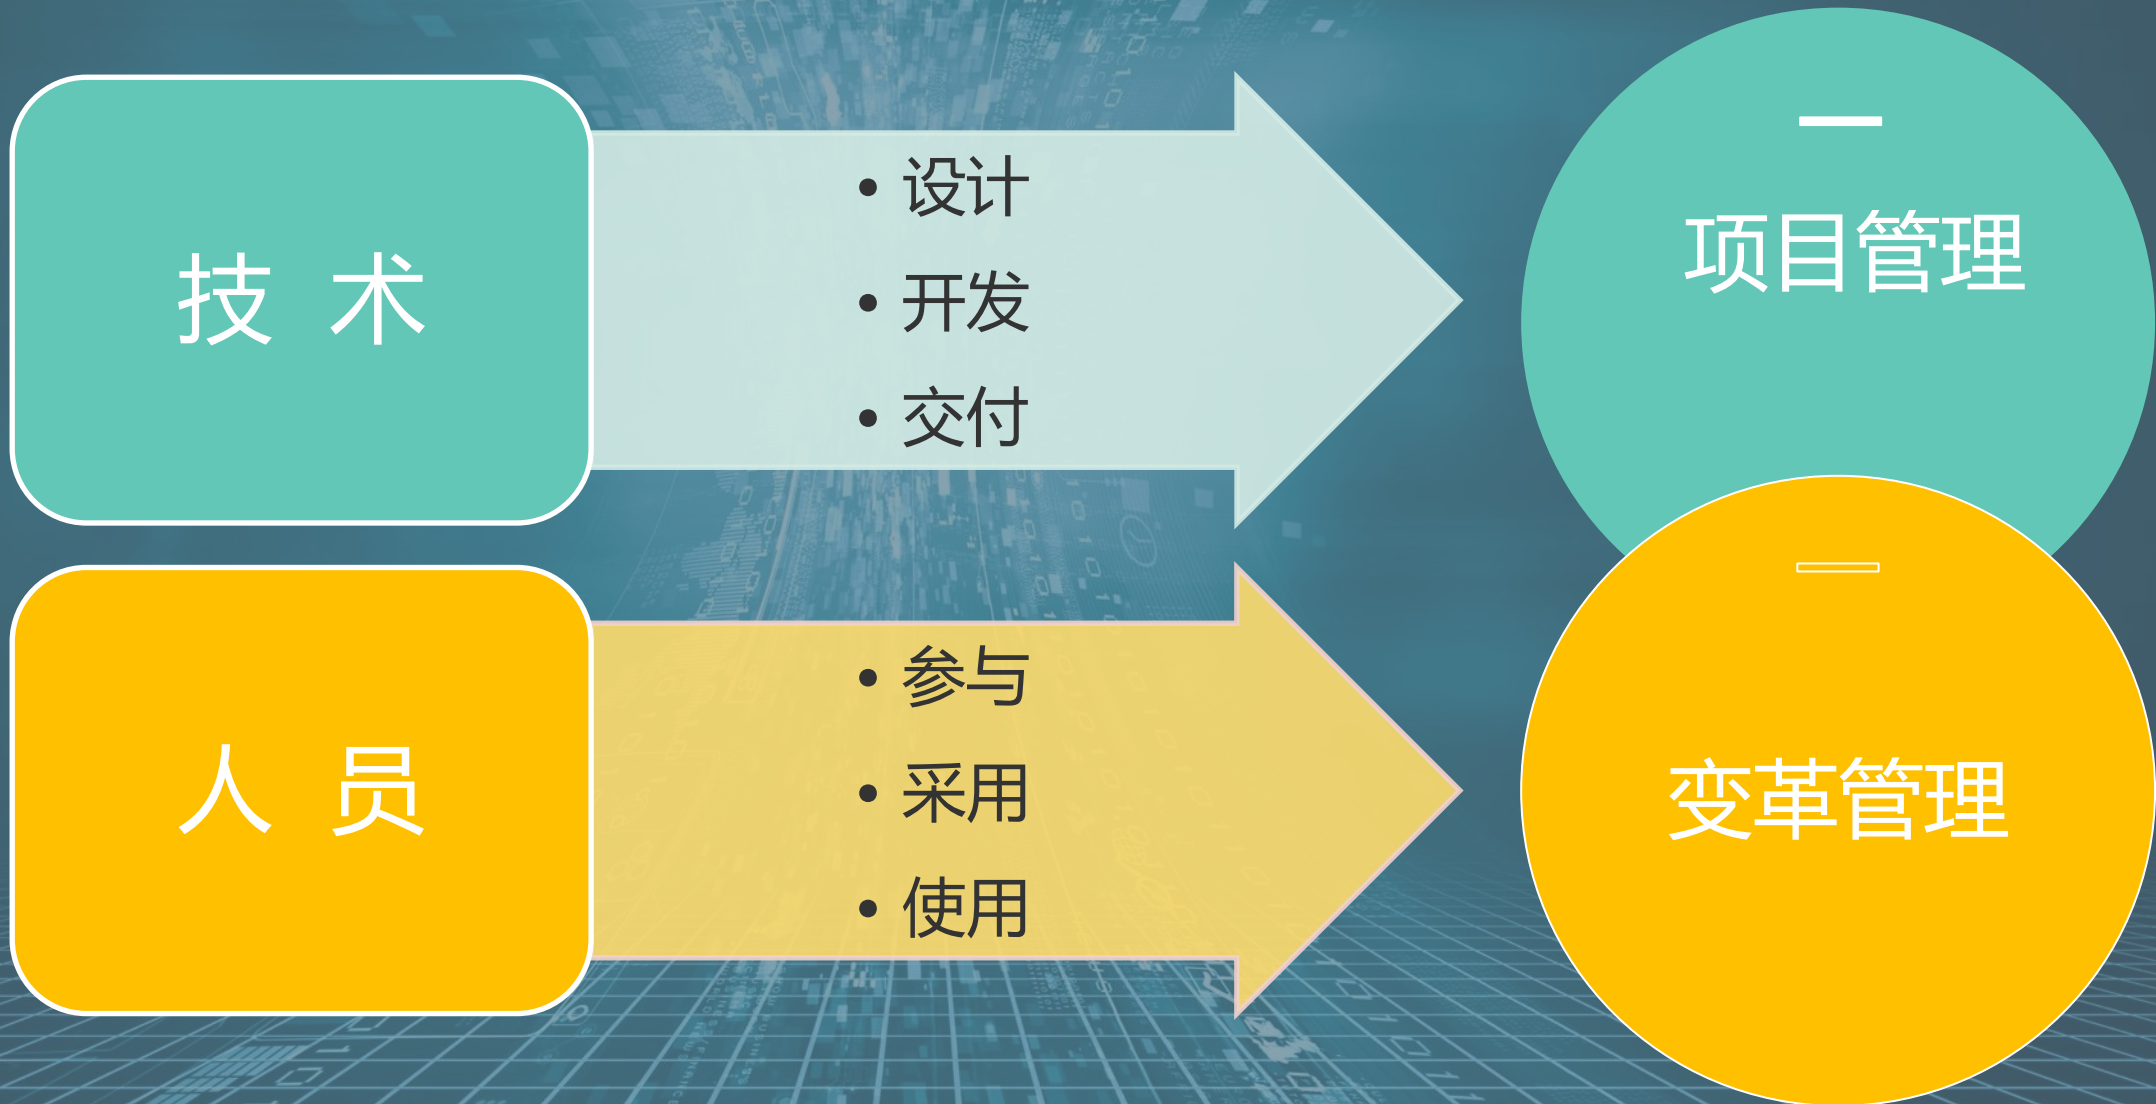 技 术
• 设计
• 开发
• 交付
项目管理
人 员
• 参与
• 采用
• 使用
变革管理